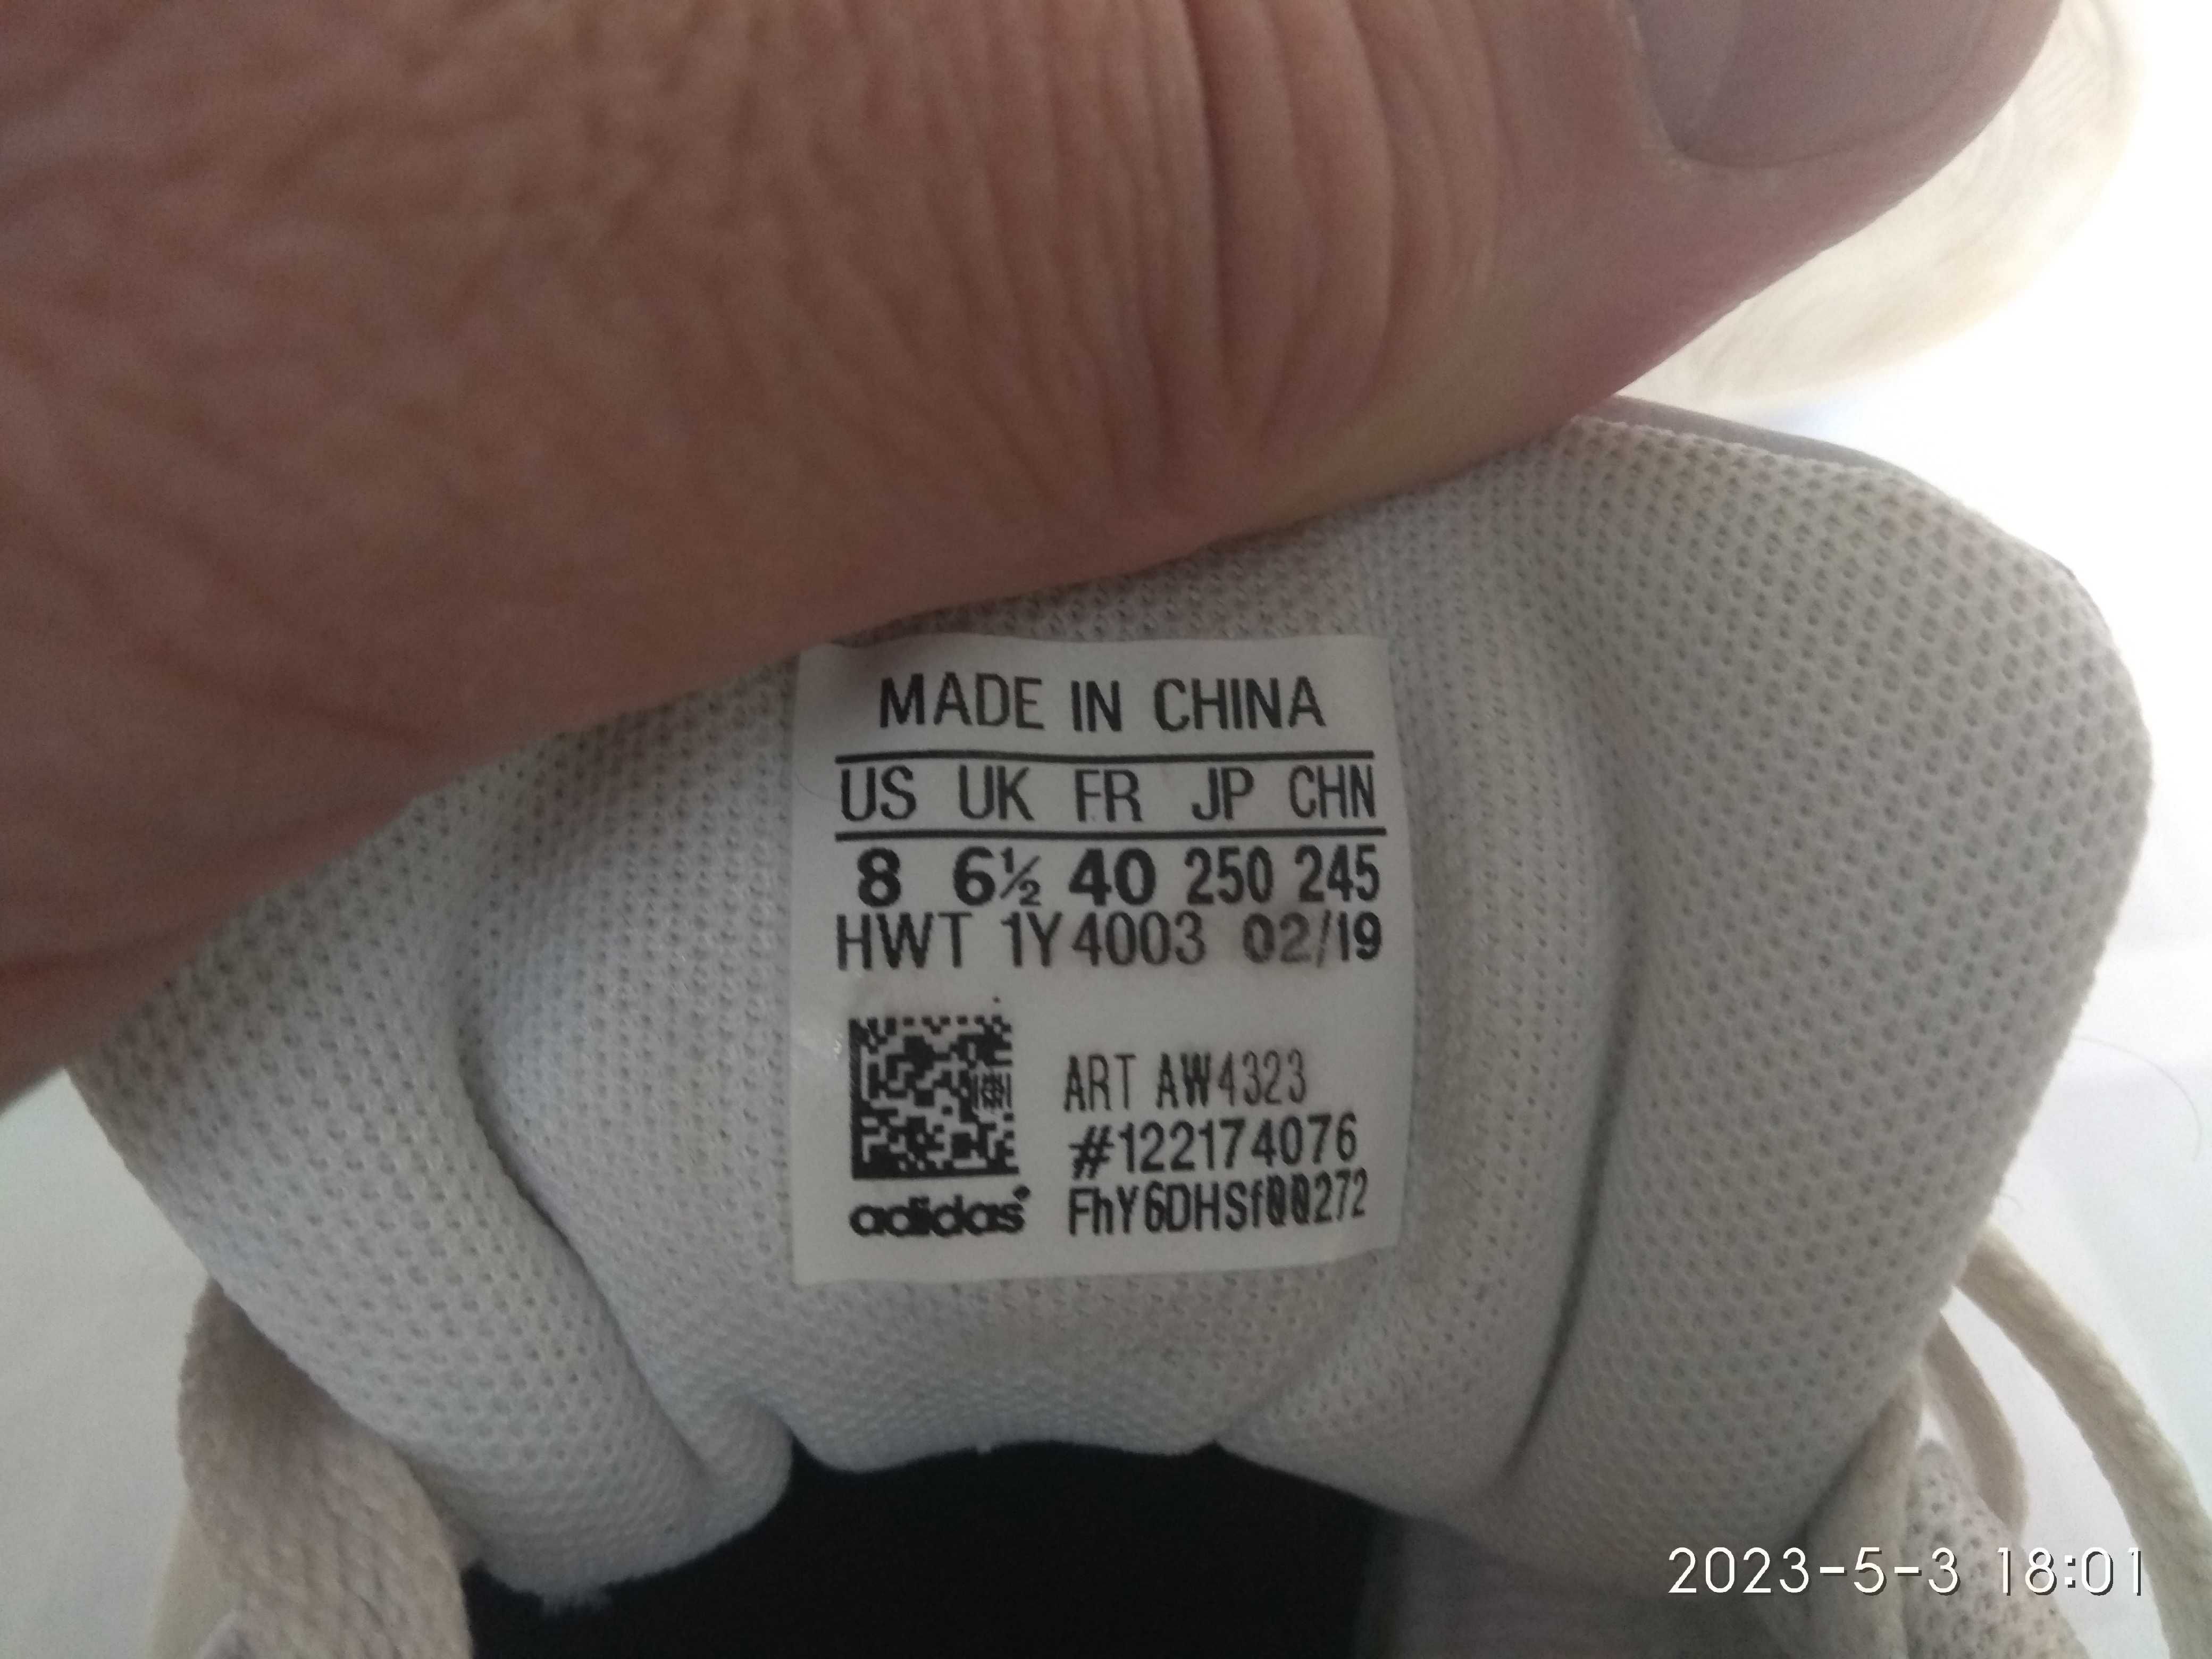 MADE IN CHINA
US UK FR JP CHN
8 6½ 40 250 245
HWT 1Y4003 02/19
ART AW4323
#122174076
adidas FhY6DHSf00272
2023-5-3 18:01